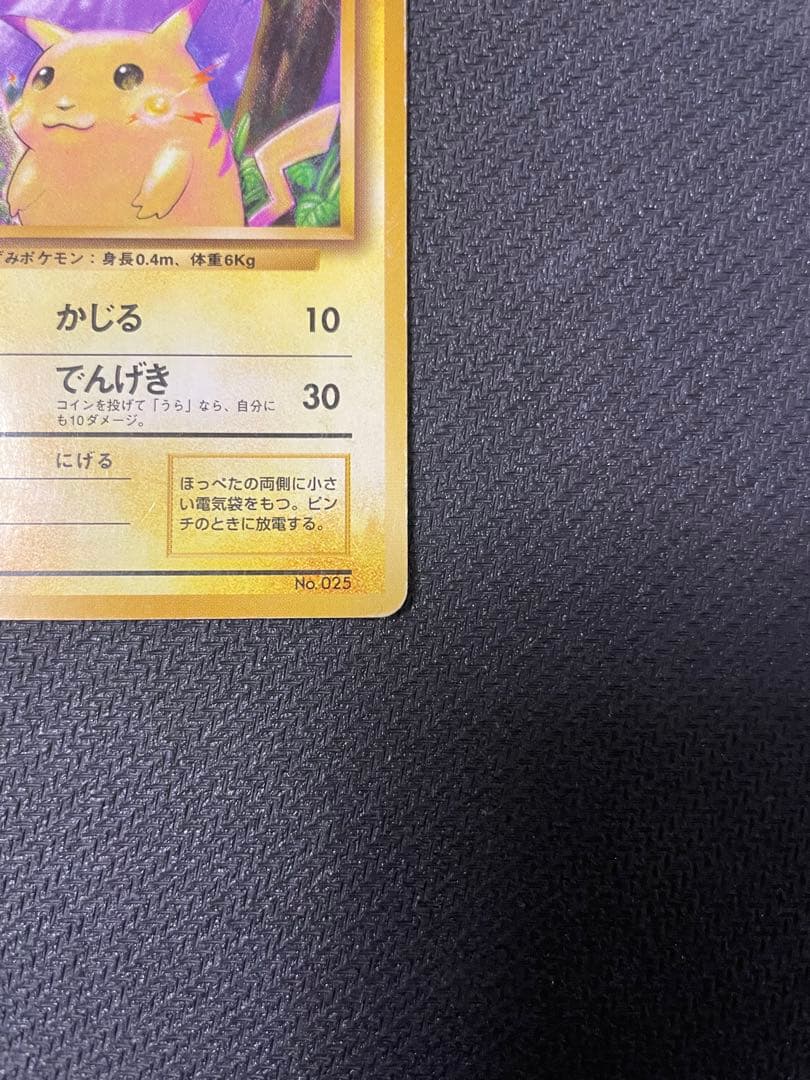 ずみポケモン：身長0.4m、体重6Kg
かじる 10
でんげき 30
コインを投げて「うら」なら、自分に
も10ダメージ。
にげる
ほっぺたの両側に小さ
い電気袋をもつ。ピン
チのときに放電する。
No. 025